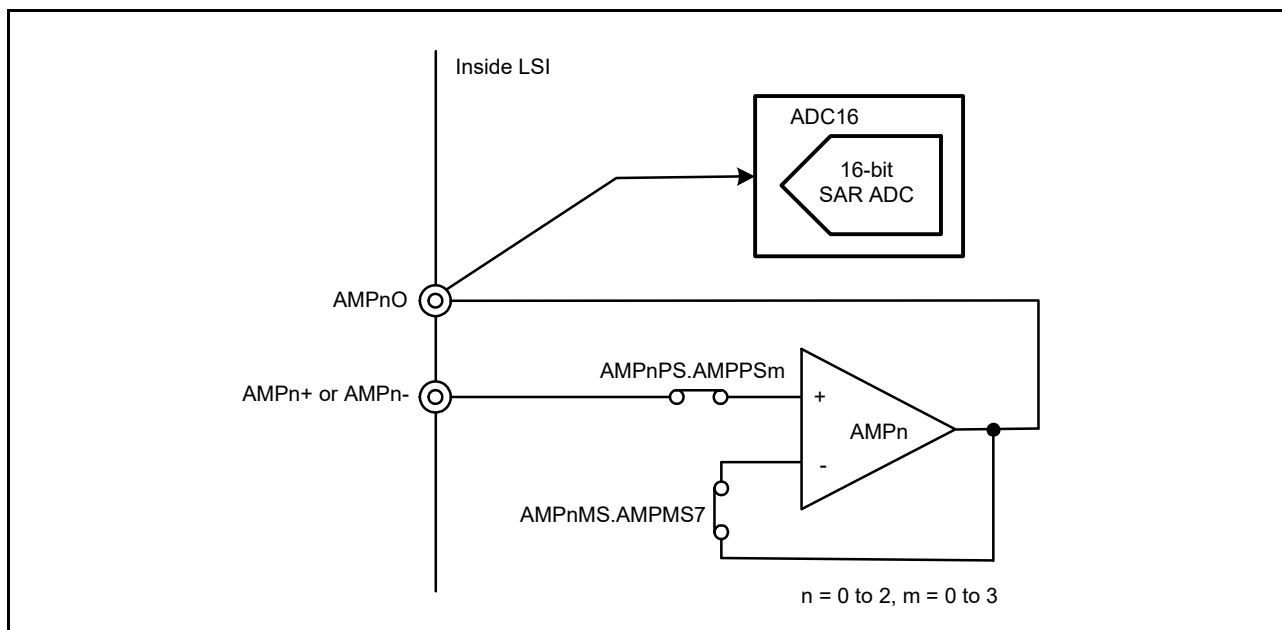 Inside LSI
ADC16
16-bit
SAR ADC
AMPnO
AMPn+ or AMPn-
AMPnPS.AMPPSm
+
AMPn
-
AMPnMS.AMPMS7
n = 0 to 2, m = 0 to 3